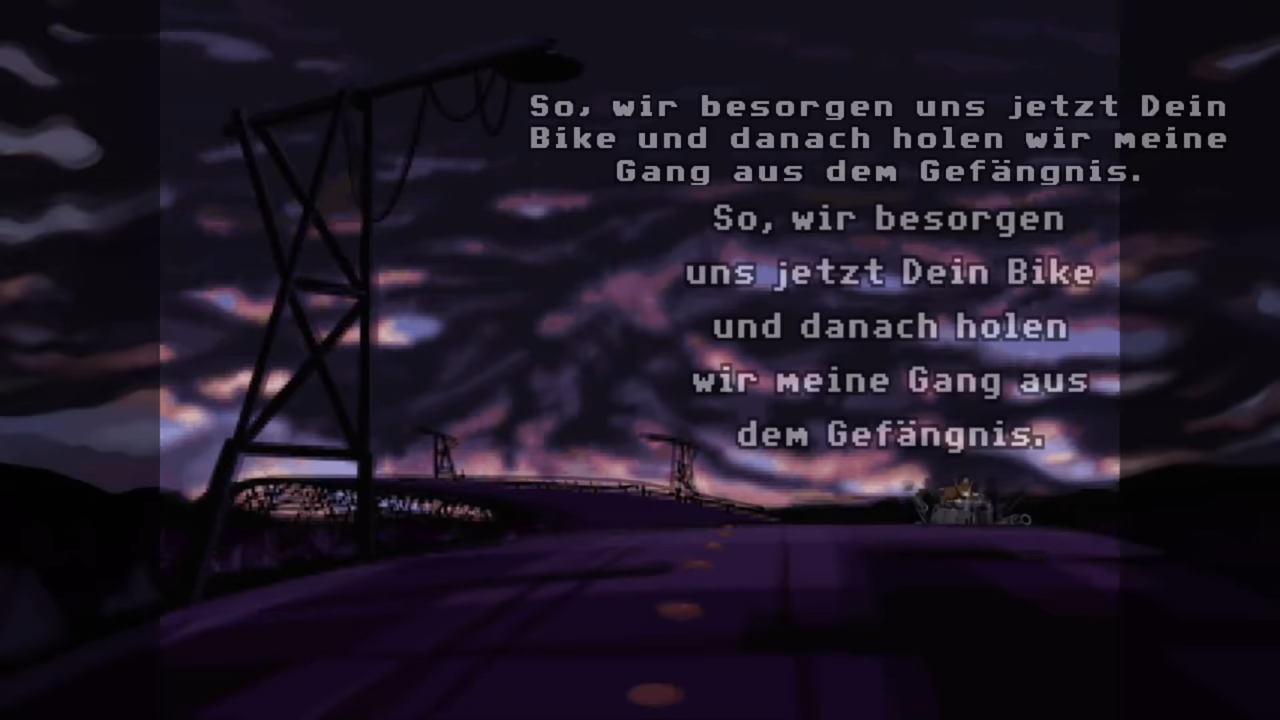 So, wir besorgen uns jetzt Dein
Bike und danach holen wir meine
Gang aus dem Gefängnis.
So, wir besorgen
uns jetzt Dein Bike
und danach holen
wir meine Gang aus
dem Gefängnis.